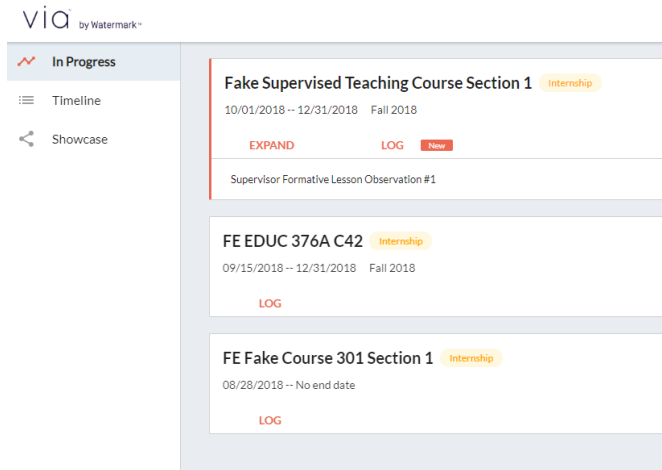 via by Watermark™
In Progress
Timeline
Showcase
Fake Supervised Teaching Course Section 1 Internship
10/01/2018 -- 12/31/2018 Fall 2018
EXPAND LOG New
Supervisor Formative Lesson Observation #1
FE EDUC 376A C42 Internship
09/15/2018 -- 12/31/2018 Fall 2018
LOG
FE Fake Course 301 Section 1 Internship
08/28/2018 -- No end date
LOG